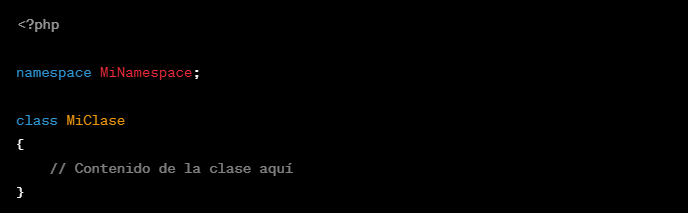 <?php
namespace MiNamespace;
class MiClase
{
// Contenido de la clase aquí
}